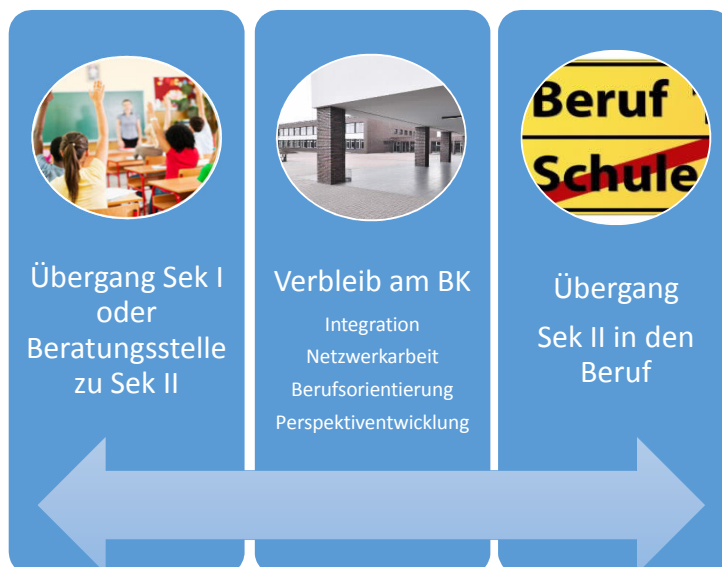 Übergang Sek I
oder
Beratungsstelle
zu Sek II
Verbleib am BK
Integration
Netzwerkarbeit
Berufsorientierung
Perspektiventwicklung
Beruf
Schule
Übergang
Sek II in den
Beruf